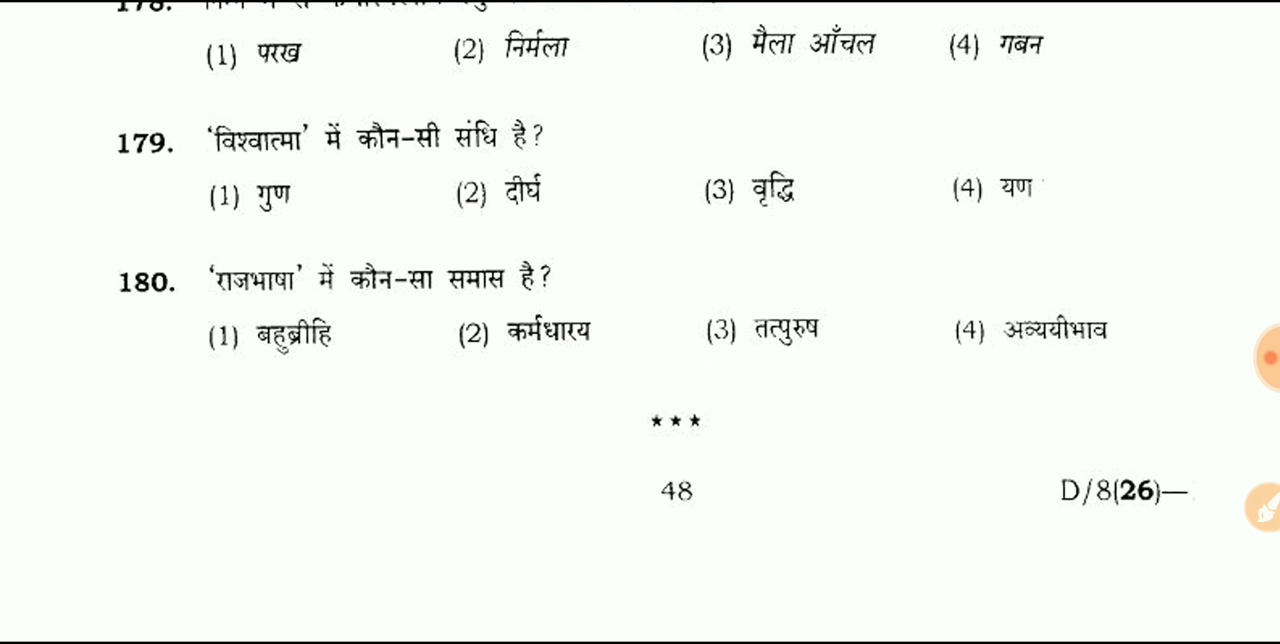 178.
(1) परख (2) निर्मला (3) मैला आँचल (4) गबन
179. ‘विश्वात्मा’ में कौन-सी संधि है?
(1) गुण (2) दीर्घ (3) वृद्धि (4) यण
180. ‘राजभाषा’ में कौन-सा समास है?
(1) बहुब्रीहि (2) कर्मधारय (3) तत्पुरुष (4) अव्ययीभाव
★ ★ ★
48 D/8(26)—